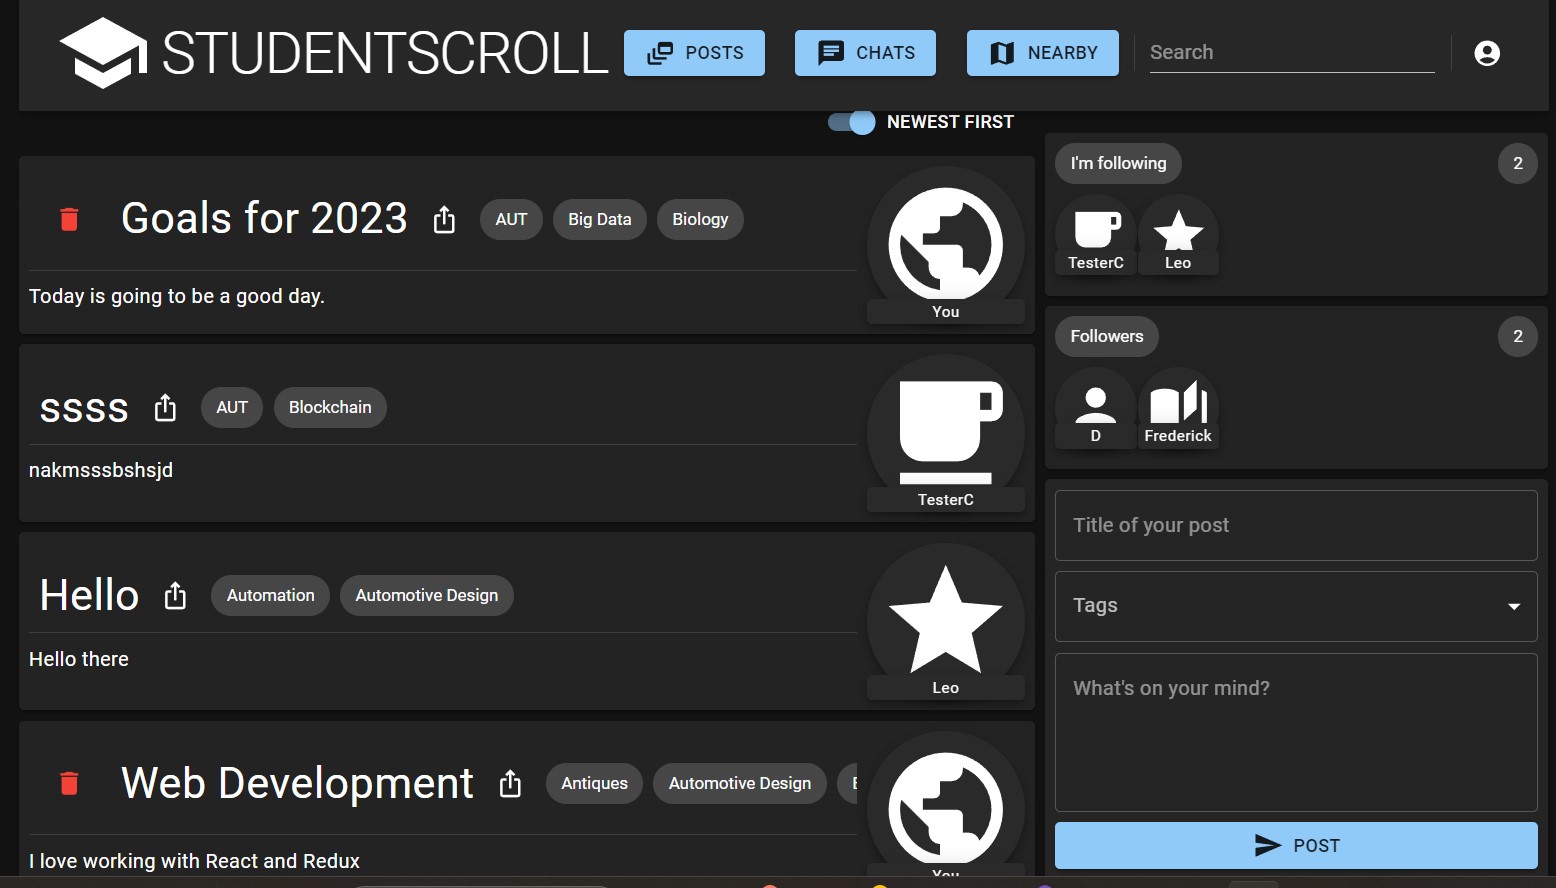 STUDENTSCROLL
POSTS
CHATS
NEARBY
Search
NEWEST FIRST
Goals for 2023
AUT
Big Data
Biology
Today is going to be a good day.
You
ssss
AUT
Blockchain
nakmsssbshsjd
TesterC
Hello
Automation
Automotive Design
Hello there
Leo
Web Development
Antiques
Automotive Design
I love working with React and Redux
You
I'm following
2
TesterC
Leo
Followers
2
D
Frederick
Title of your post
Tags
What's on your mind?
POST